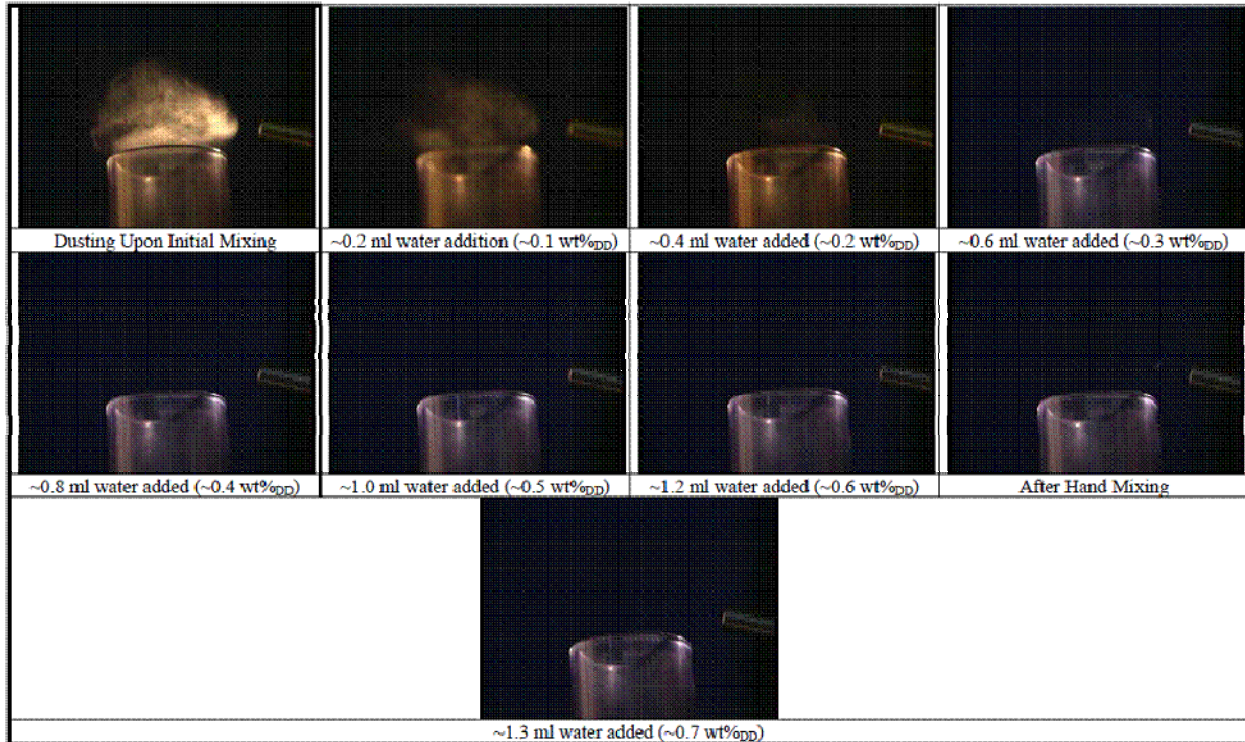 Dusting Upon Initial Mixing
~0.2 ml water addition (~0.1 wt%DD)
~0.4 ml water added (~0.2 wt%DD)
~0.6 ml water added (~0.3 wt%DD)
~0.8 ml water added (~0.4 wt%DD)
~1.0 ml water added (~0.5 wt%DD)
~1.2 ml water added (~0.6 wt%DD)
After Hand Mixing
~1.3 ml water added (~0.7 wt%DD)